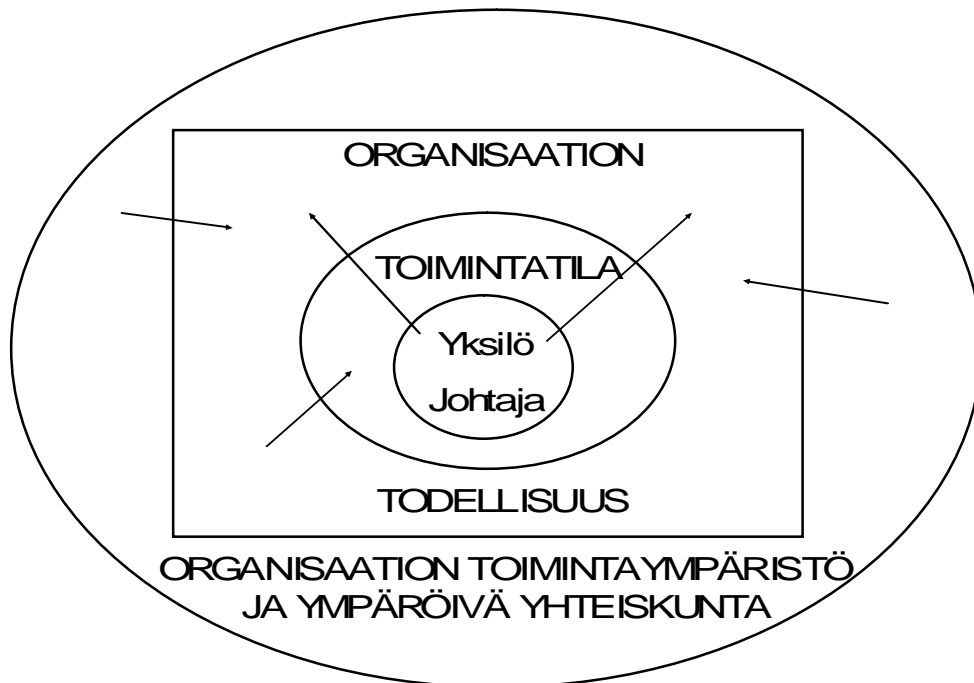 ORGANISAATION
TOIMINTATILA
Yksilö
Johtaja
TODELLISUUS
ORGANISAATION TOIMINTAYMPÄRISTÖ
JA YMPÄRÖIVÄ YHTEISKUNTA